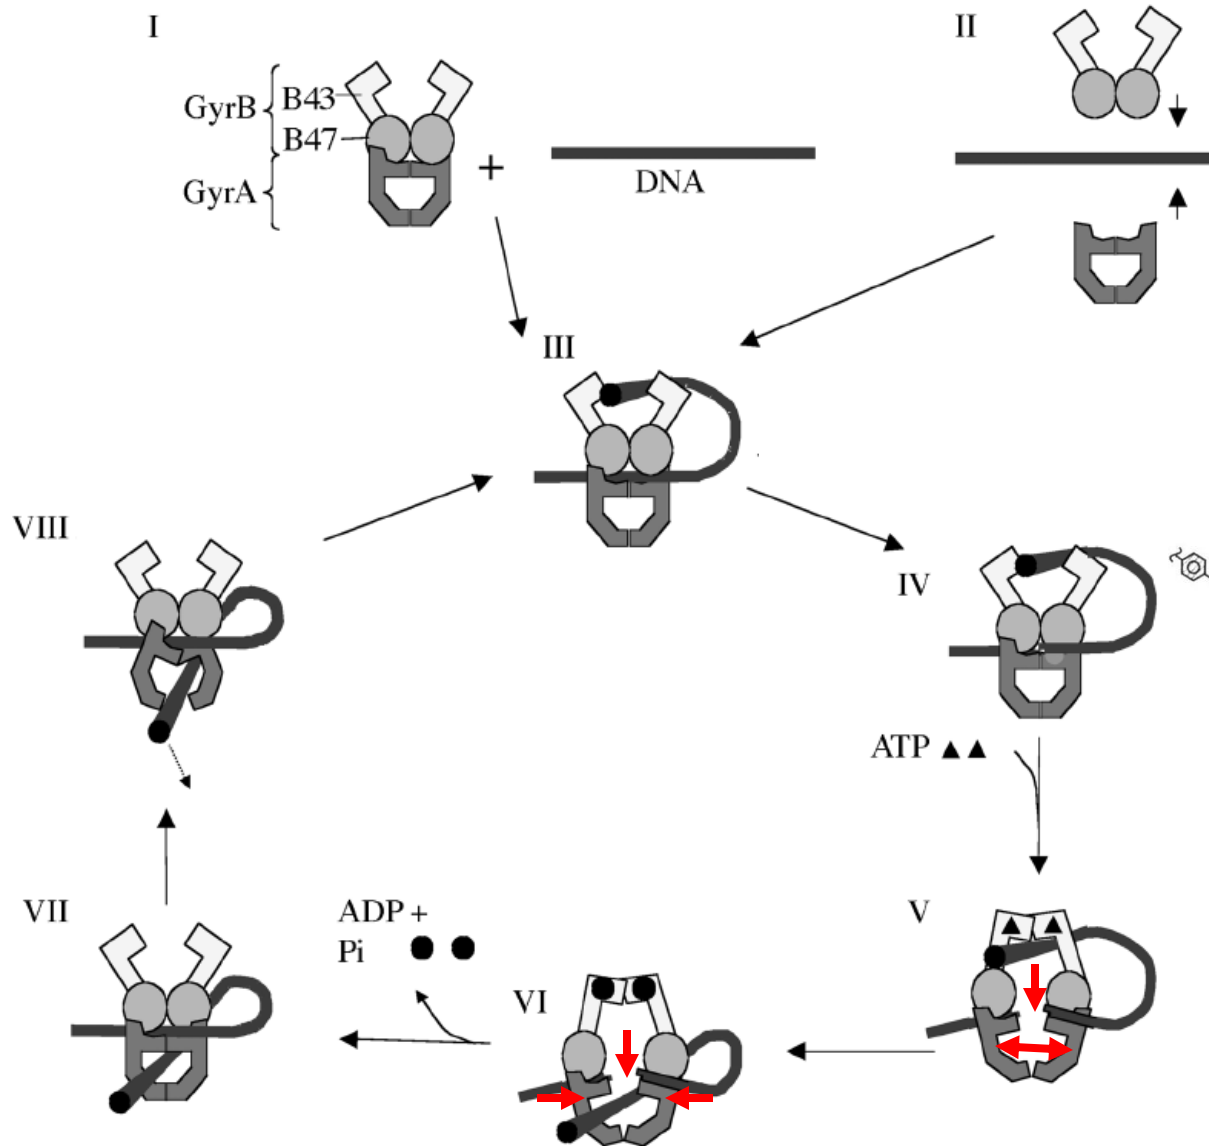 I
II
GyrB
B43
B47
GyrA
+
DNA
III
VIII
IV
ATP
VII
ADP +
Pi
V
VI